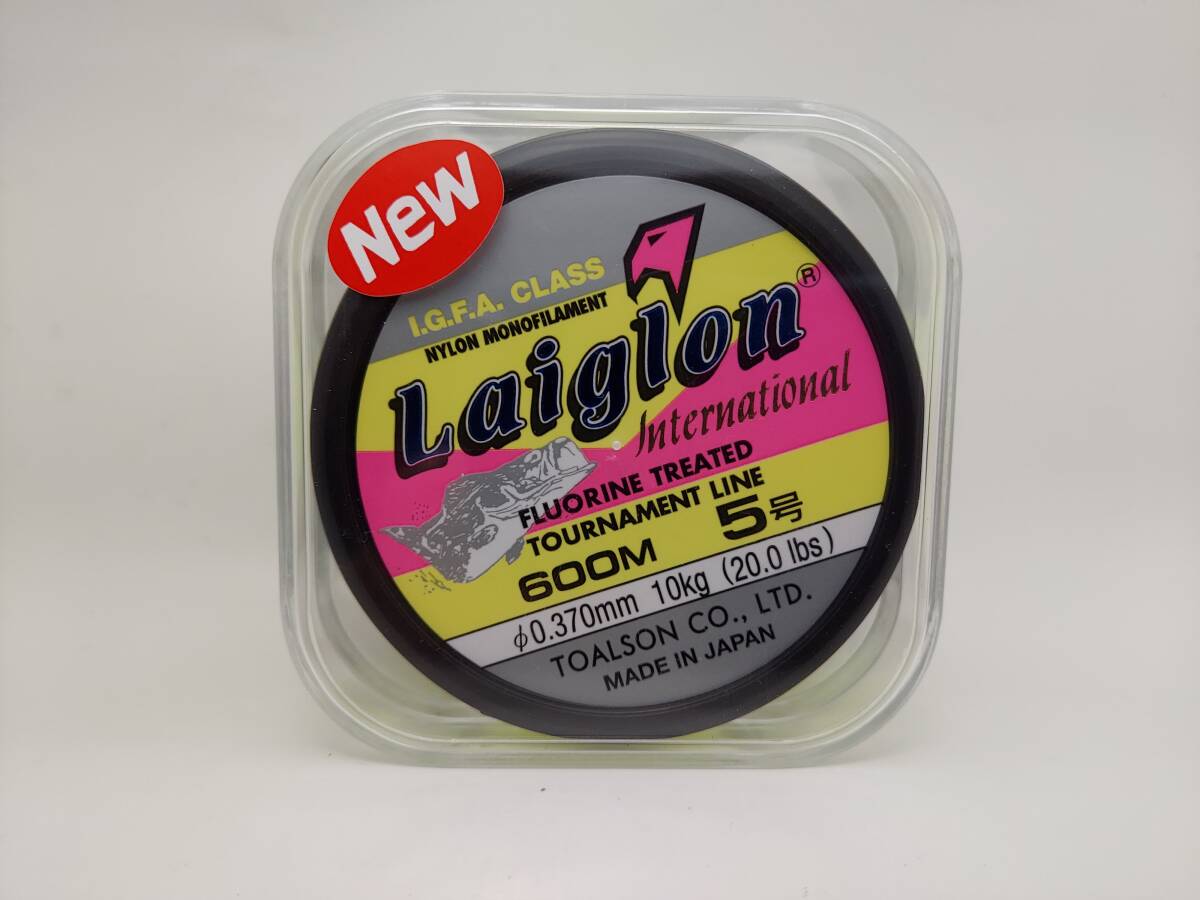 New
I.G.F.A. CLASS
NYLON MONOFILAMENT
Laiglon®
International
FLUORINE TREATED
TOURNAMENT LINE
600M 5号
φ0.370mm 10kg (20.0 lbs)
TOALSON CO., LTD.
MADE IN JAPAN